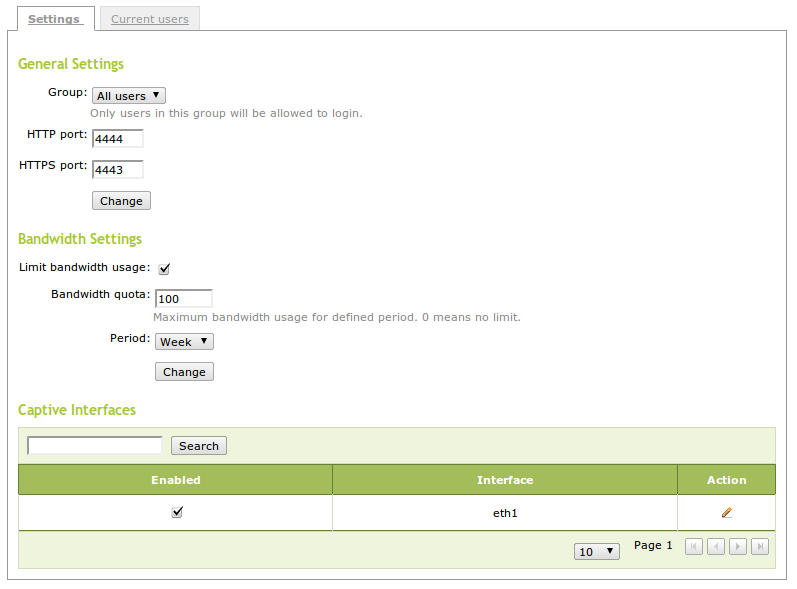 Settings
Current users
General Settings
Group: All users
Only users in this group will be allowed to login.
HTTP port: 4444
HTTPS port: 4443
Change
Bandwidth Settings
Limit bandwidth usage:
Bandwidth quota: 100
Maximum bandwidth usage for defined period. 0 means no limit.
Period: Week
Change
Captive Interfaces
Search
Enabled Interface Action
eth1
10 Page 1